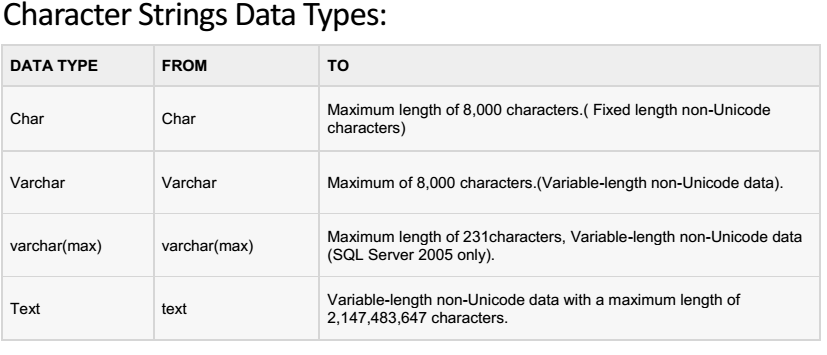 Character Strings Data Types:
DATA TYPE FROM TO
Char Char Maximum length of 8,000 characters.( Fixed length non-Unicode
characters)
Varchar Varchar Maximum of 8,000 characters.(Variable-length non-Unicode data).
varchar(max) varchar(max) Maximum length of 231characters, Variable-length non-Unicode data
(SQL Server 2005 only).
Text text Variable-length non-Unicode data with a maximum length of
2,147,483,647 characters.